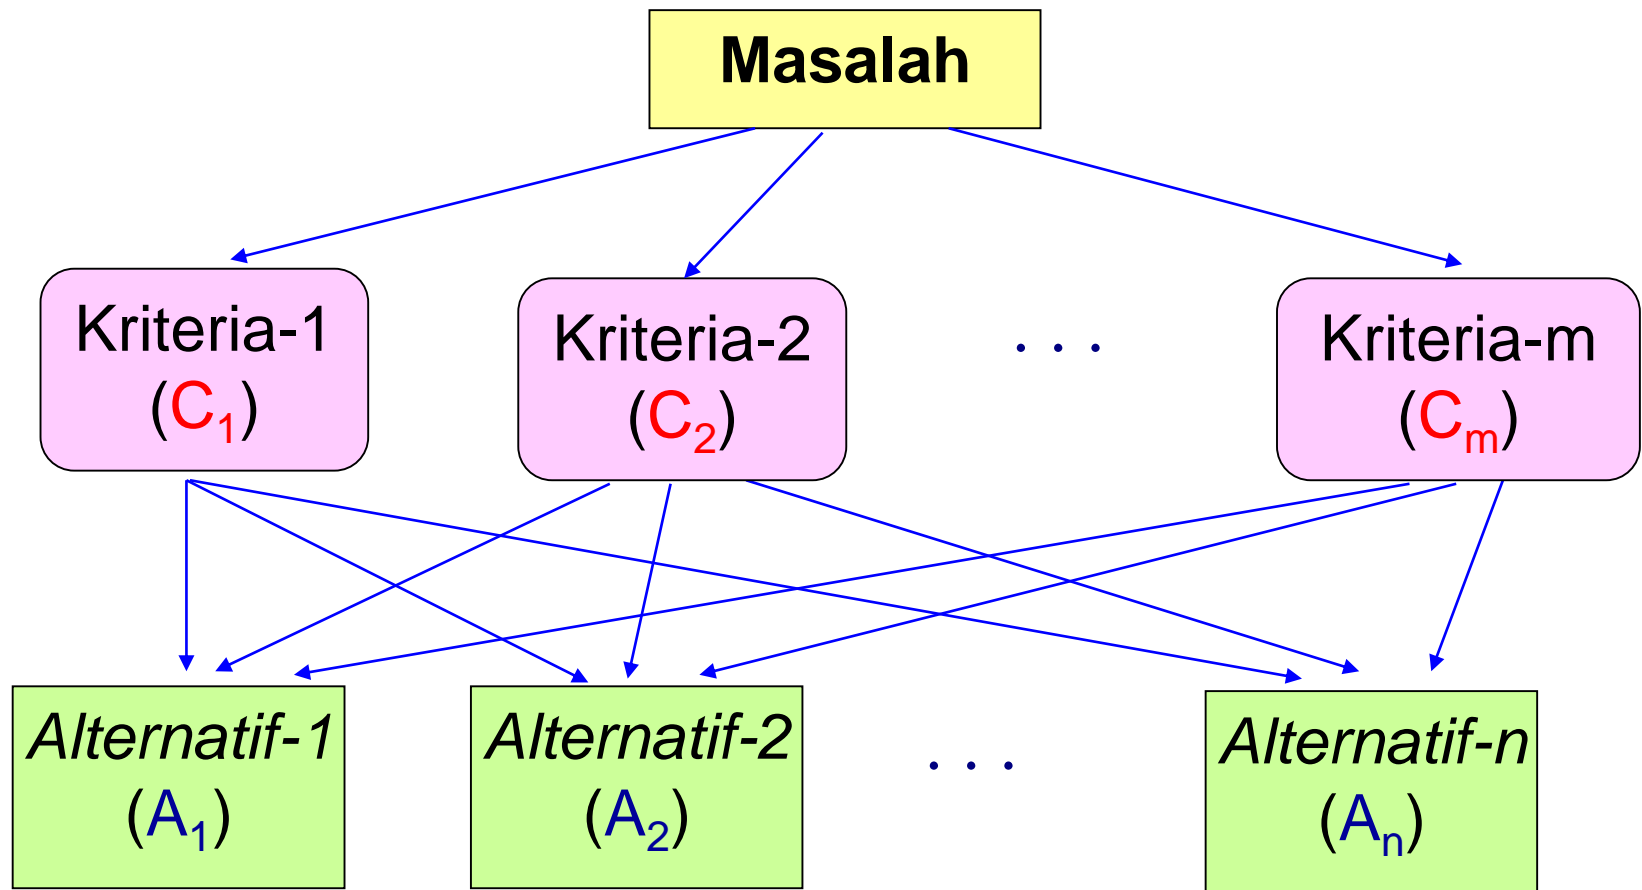 Masalah
Kriteria-1
(C₁)
Kriteria-2
(C₂)
. . .
Kriteria-m
(Cₘ)
Alternatif-1
(A₁)
Alternatif-2
(A₂)
. . .
Alternatif-n
(Aₙ)